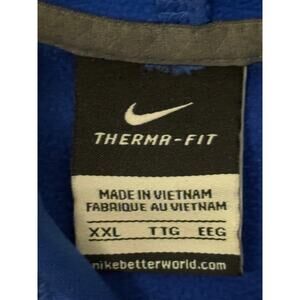 THERMA-FIT
MADE IN VIETNAM
FABRIQUE AU VIETNAM
XXL TTG EEG
nikebetterworld.com